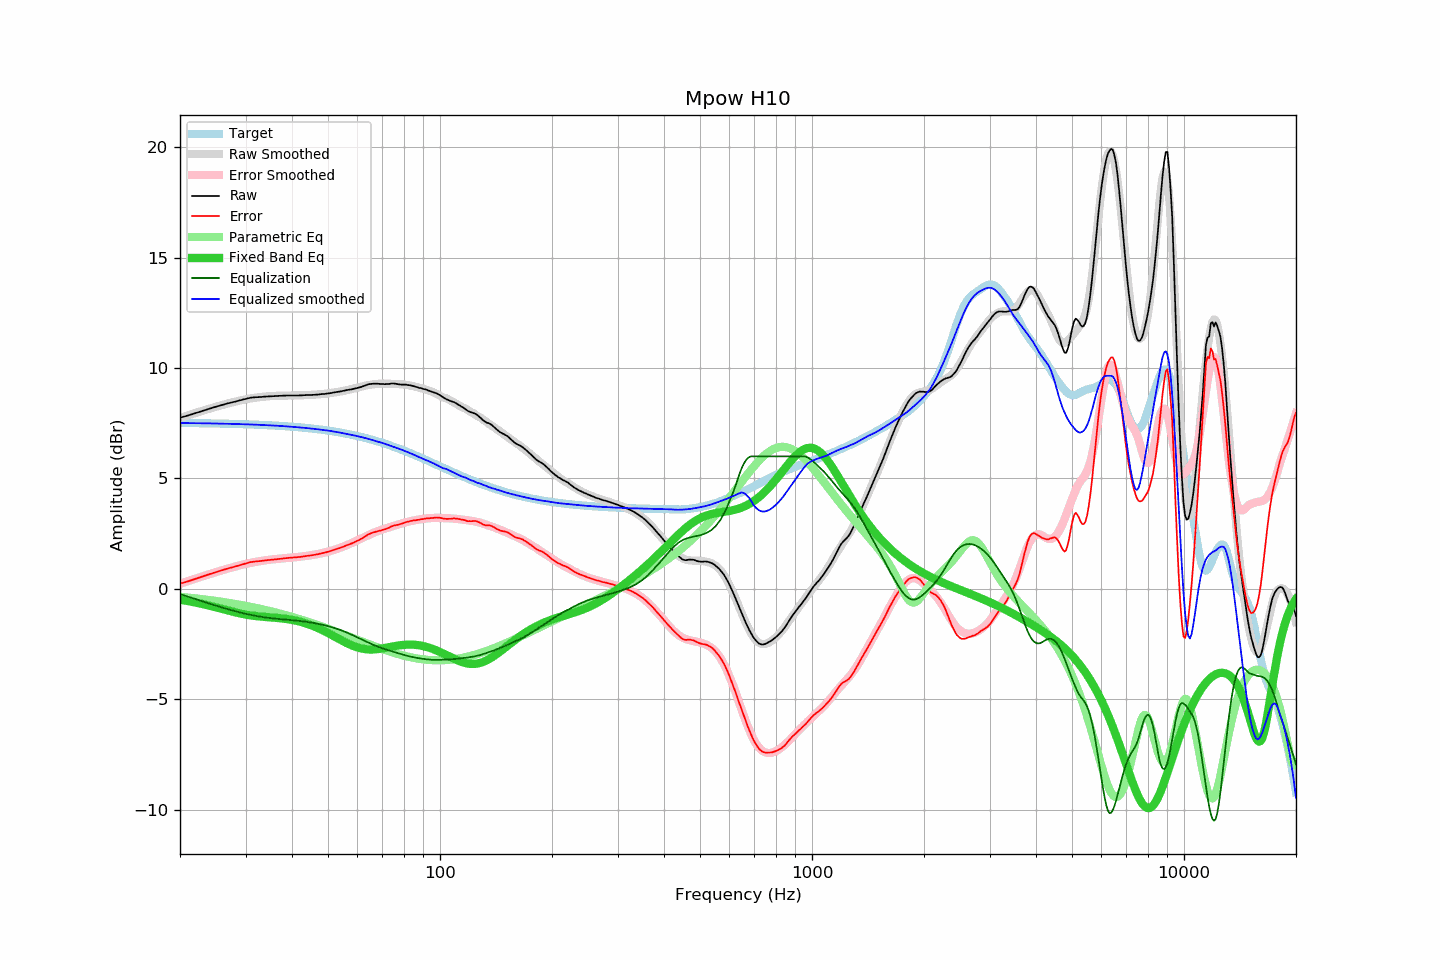 Mpow H10
Target
Raw Smoothed
Error Smoothed
Raw
Error
Parametric Eq
Fixed Band Eq
Equalization
Equalized smoothed
Amplitude (dBr)
20
15
10
5
0
−5
−10
100
1000
10000
Frequency (Hz)